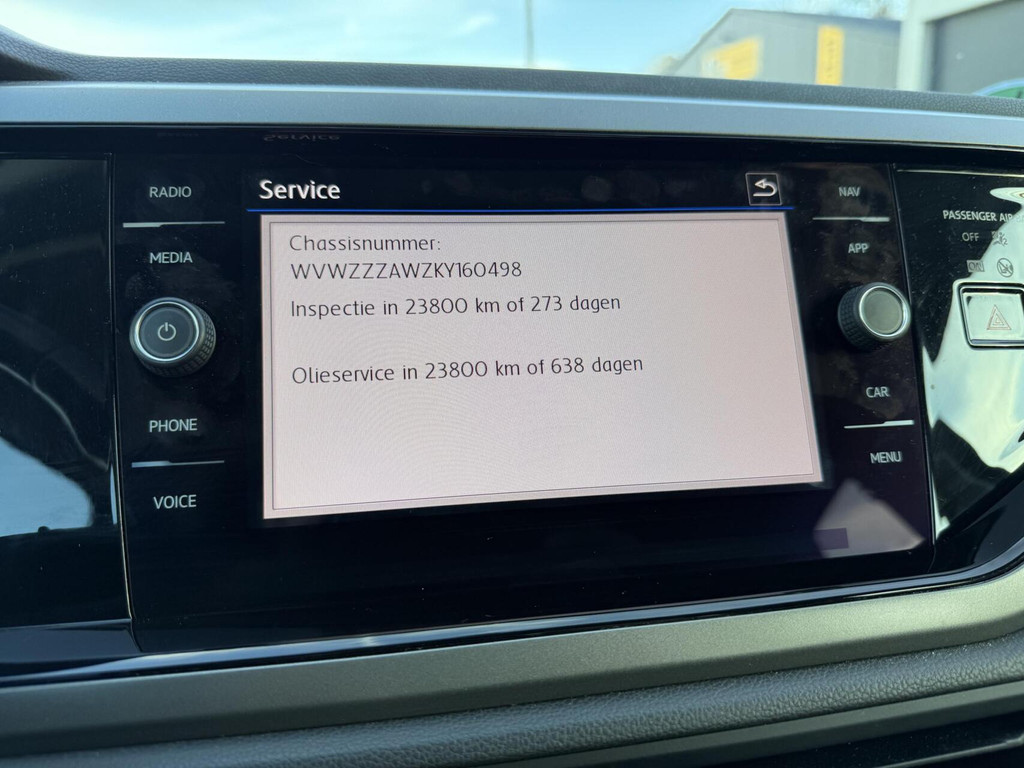 Service
RADIO
MEDIA
PHONE
VOICE
Chassisnummer:
WVWZZZAWZKY160498
Inspectie in 23800 km of 273 dagen
Olieservice in 23800 km of 638 dagen
NAV
APP
CAR
MENU
PASSENGER AIR
OFF